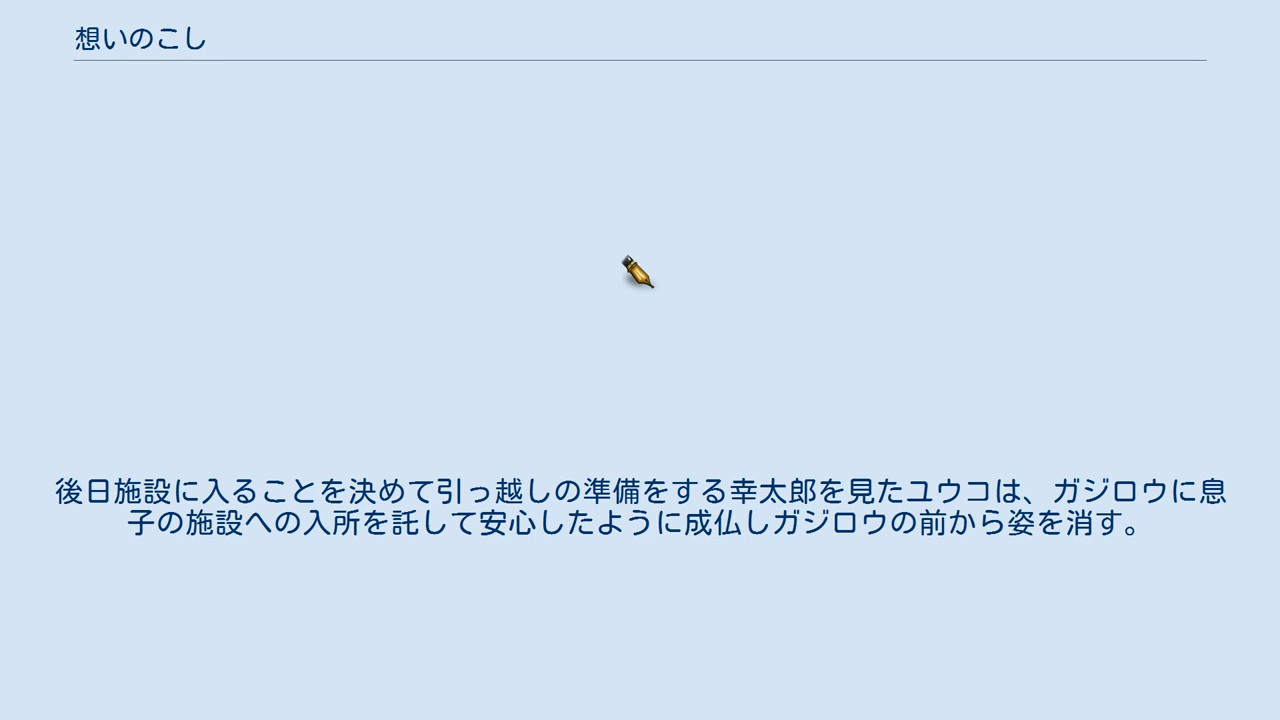 想いのこし
後日施設に入ることを決めて引っ越しの準備をする幸太郎を見たユウコは、ガジロウに息
子の施設への入所を託して安心したように成仏しガジロウの前から姿を消す。